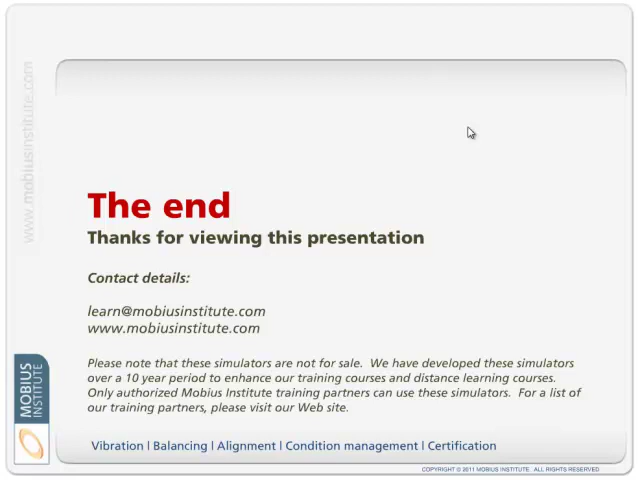 www.mobiusinstitute.com
The end
Thanks for viewing this presentation
Contact details:
learn@mobiusinstitute.com
www.mobiusinstitute.com
Please note that these simulators are not for sale.  We have developed these simulators
over a 10 year period to enhance our training courses and distance learning courses.
Only authorized Mobius Institute training partners can use these simulators.  For a list of
our training partners, please visit our Web site.
MOBIUS
INSTITUTE
Vibration | Balancing | Alignment | Condition management | Certification
COPYRIGHT © 2011 MOBIUS INSTITUTE . ALL RIGHTS RESERVED